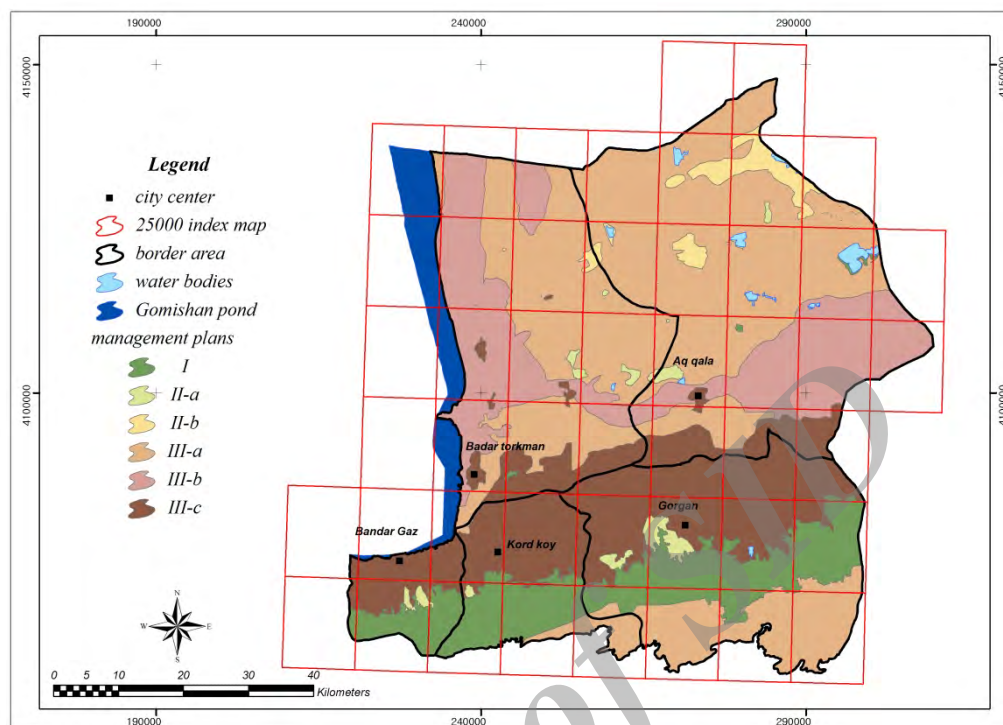 190000 240000 290000
4150000 4150000
Legend
city center
25000 index map
border area
water bodies
Gomishan pond
management plans
I
II-a
II-b
III-a
III-b
III-c
Aq qala
4100000 4100000
Badar torkman
Gorgan
Bandar Gaz
Kord koy
N
W E
S
0 5 10 20 30 40
Kilometers
190000 240000 290000